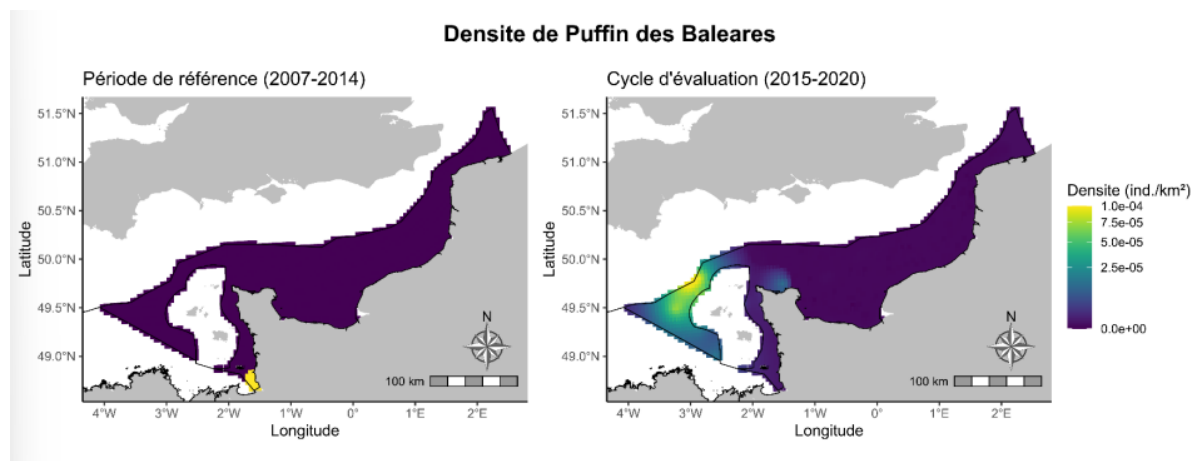 Densite de Puffin des Baleares
Période de référence (2007-2014)
51.5°N
51.0°N
50.5°N
50.0°N
49.5°N
49.0°N
Latitude
N
100 km
4°W 3°W 2°W 1°W 0° 1°E 2°E
Longitude
Cycle d'évaluation (2015-2020)
51.5°N
51.0°N
50.5°N
50.0°N
49.5°N
49.0°N
Latitude
N
100 km
4°W 3°W 2°W 1°W 0° 1°E 2°E
Longitude
Densite (ind./km²)
1.0e-04
7.5e-05
5.0e-05
2.5e-05
0.0e+00